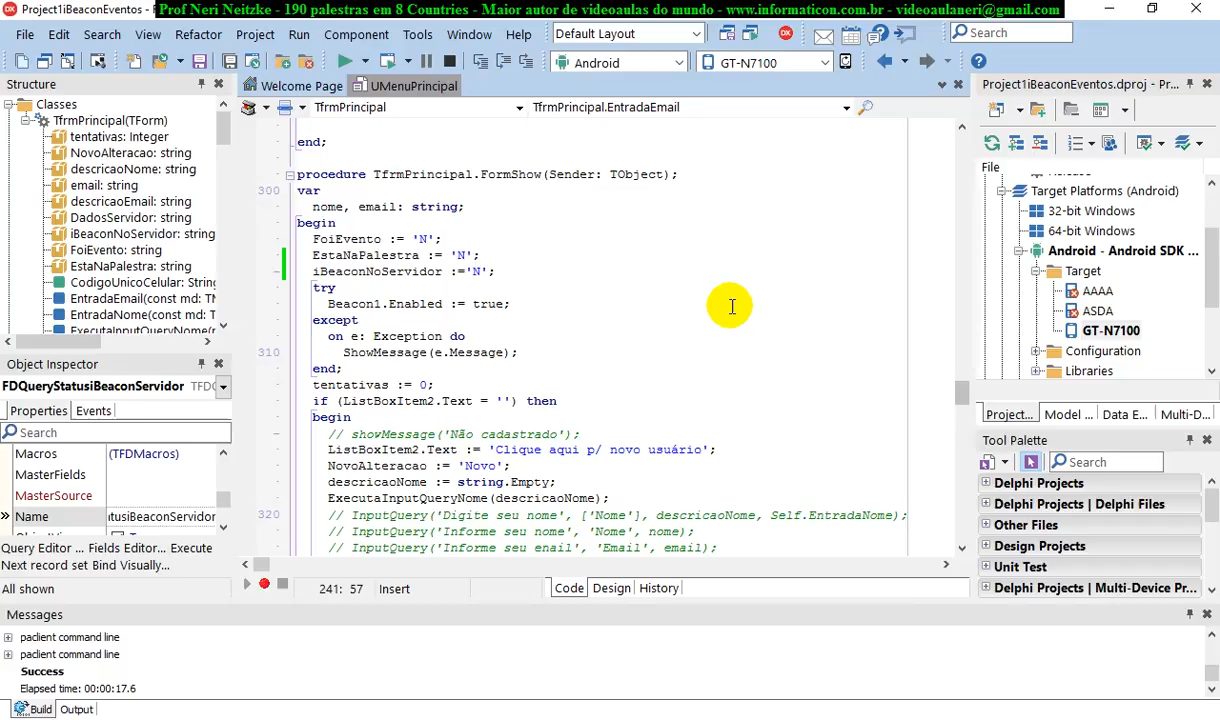 Project1iBeaconEventos -
Prof Neri Neitzke - 190 palestras em 8 Countries - Maior autor de videoaulas do mundo - www.informaticon.com.br - videoaulaneri@gmail.com
File Edit Search View Refactor Project Run Component Tools Window Help Default Layout Search
Android GT-N7100
Structure
Welcome Page UMenuPrincipal
Project1iBeaconEventos.dproj - Pr...
TfrmPrincipal TfrmPrincipal.EntradaEmail
Classes
TfrmPrincipal(TForm)
tentativas: Integer
NovoAlteracao: string
descricaoNome: string
email: string
descricaoEmail: string
DadosServidor: string
iBeaconNoServidor: string
FoiEvento: string
EstaNaPalestra: string
CodigoUnicoCelular: String
EntradaEmail(const md: TM
EntradaNome(const md: T
ExecutaInputQueryNome(r
end;
procedure TfrmPrincipal.FormShow(Sender: TObject);
300 var
nome, email: string;
begin
FoiEvento := 'N';
EstaNaPalestra := 'N';
iBeaconNoServidor :='N';
try
Beacon1.Enabled := true;
except
on e: Exception do
310 ShowMessage(e.Message);
end;
tentativas := 0;
if (ListBoxItem2.Text = '') then
begin
// showMessage('Não cadastrado');
ListBoxItem2.Text := 'Clique aqui p/ novo usuário';
NovoAlteracao := 'Novo';
descricaoNome := string.Empty;
ExecutaInputQueryNome(descricaoNome);
320 // InputQuery('Digite seu nome', ['Nome'], descricaoNome, Self.EntradaNome);
// InputQuery('Informe seu nome', 'Nome', nome);
// InputQuery('Informe seu enail', 'Email', email);
241: 57 Insert Code Design History
File
Target Platforms (Android)
32-bit Windows
64-bit Windows
Android - Android SDK ...
Target
AAAA
ASDA
GT-N7100
Configuration
Libraries
Project... Model ... Data E... Multi-D...
Tool Palette
Search
Delphi Projects
Delphi Projects | Delphi Files
Other Files
Design Projects
Unit Test
Delphi Projects | Multi-Device Pr...
Object Inspector
FDQueryStatusiBeaconServidor TFDQ
Properties Events
Search
Macros (TFDMacros)
MasterFields
MasterSource
Name tatusiBeaconServidor
Query Editor ... Fields Editor... Execute
Next record set Bind Visually...
All shown
Messages
paclient command line
paclient command line
Success
Elapsed time: 00:00:17.6
Build Output